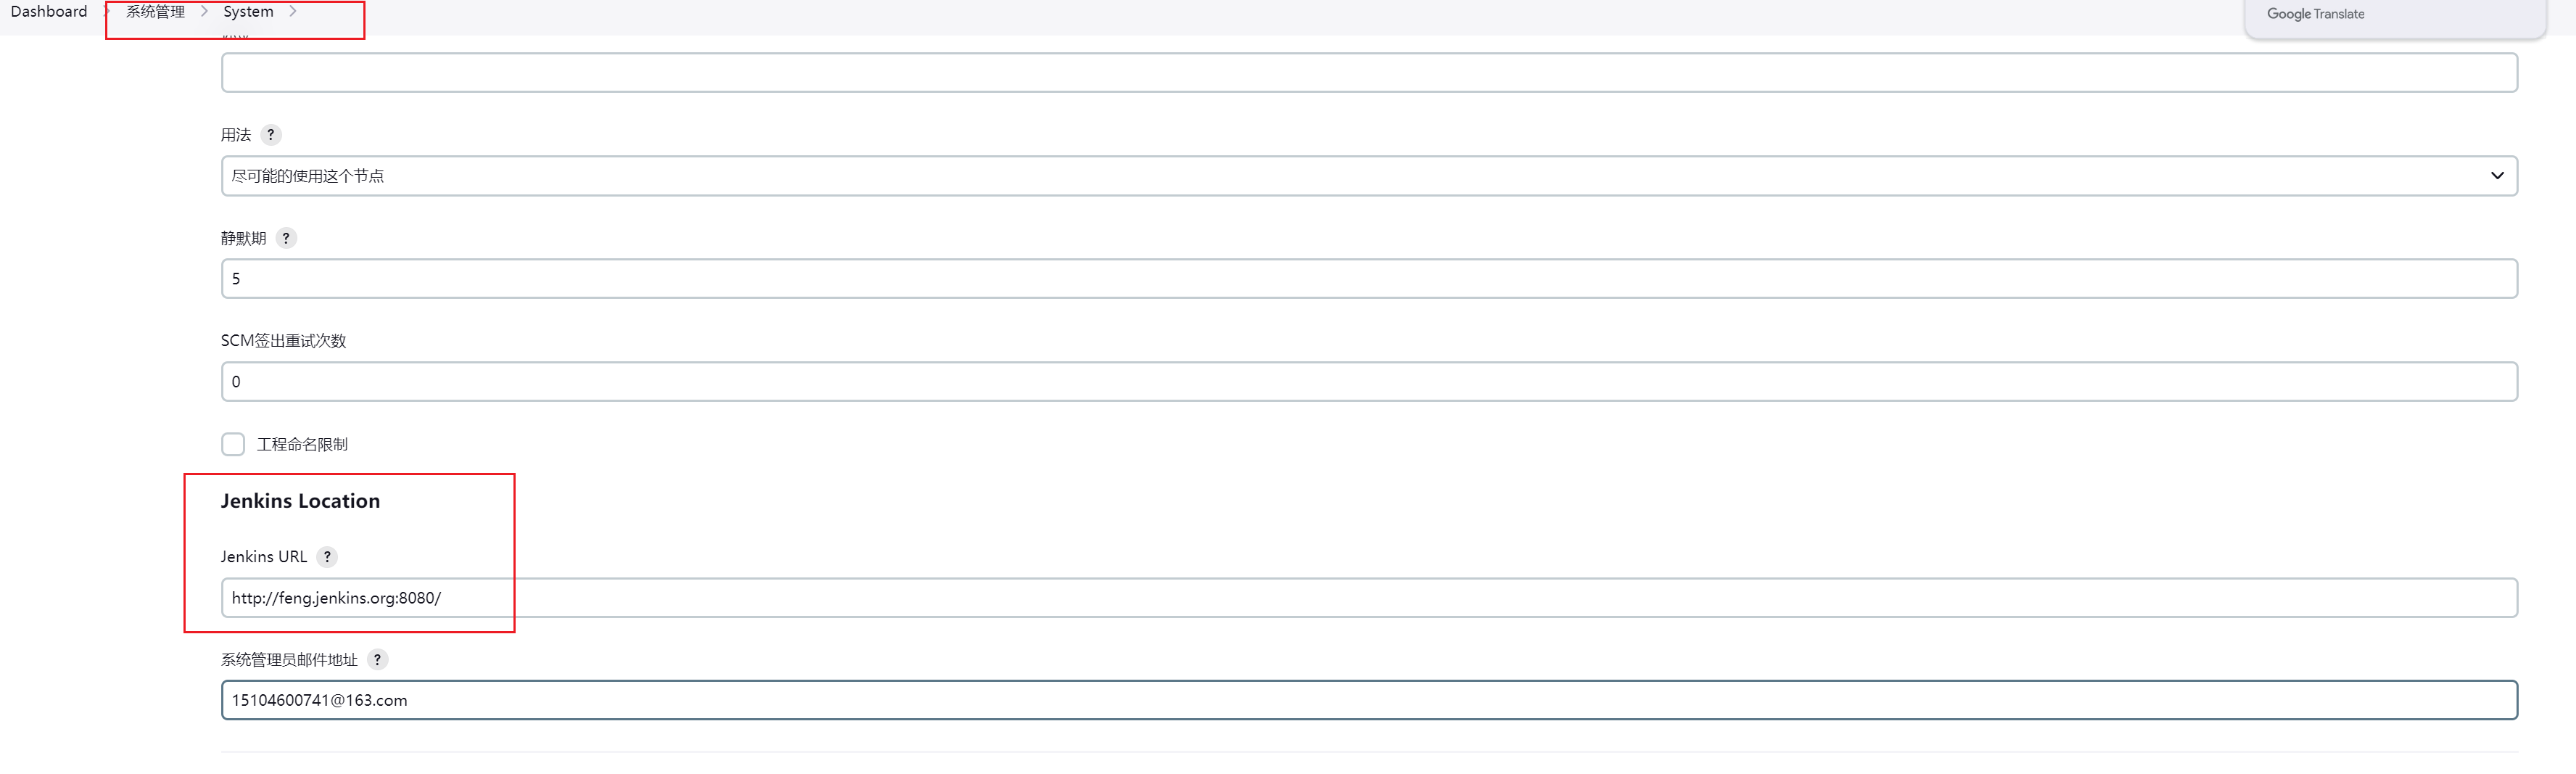 Dashboard > 系统管理 > System >
Google Translate
用法 ?
尽可能的使用这个节点
静默期 ?
5
SCM签出重试次数
0
工程命名限制
Jenkins Location
Jenkins URL ?
http://feng.jenkins.org:8080/
系统管理员邮件地址 ?
15104600741@163.com